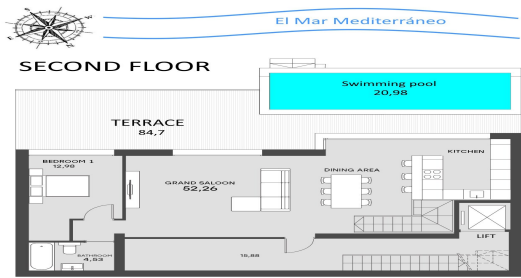 El Mar Mediterráneo
SECOND FLOOR
Swimming pool
20,98
TERRACE
84,7
KITCHEN
BEDROOM 1
12,98
DINING AREA
GRAND SALOON
52,26
LIFT
BATHROOM
4,53
15,88